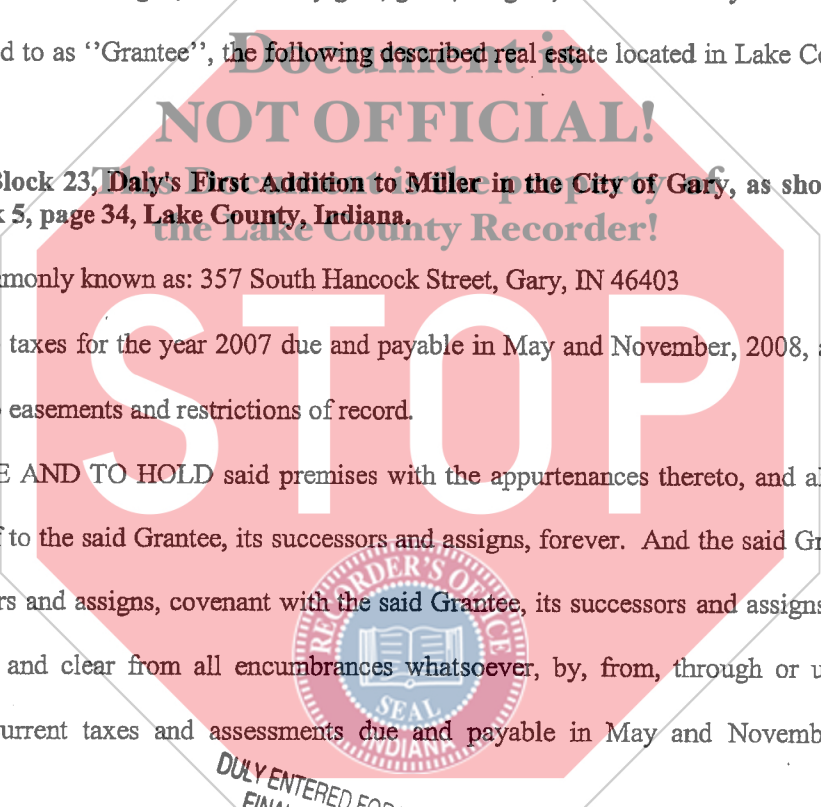 d to as ‘‘Grantee’’, the following described real estate located in Lake Co
Document is
NOT OFFICIAL!
Block 23, Daly's First Addition to Miller in the City of Gary, as sho
This Document is the property of
k 5, page 34, Lake County, Indiana.
the Lake County Recorder!
monly known as: 357 South Hancock Street, Gary, IN 46403
taxes for the year 2007 due and payable in May and November, 2008, a
STOP
easements and restrictions of record.
E AND TO HOLD said premises with the appurtenances thereto, and al
f to the said Grantee, its successors and assigns, forever. And the said Gr
rs and assigns, covenant with the said Grantee, its successors and assigns
and clear from all encumbrances whatsoever, by, from, through or u
urrent taxes and assessments due and payable in May and Novemb
RECORDER'S OFFICE
SEAL
INDIANA
DULY ENTERED FOR
FINAL